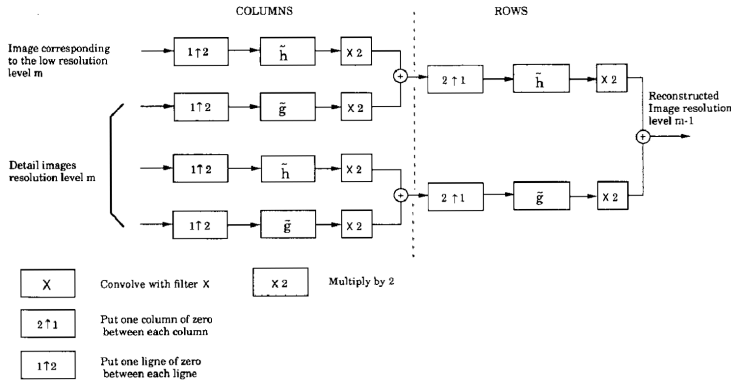 COLUMNS
ROWS
Image corresponding
to the low resolution
level m
1↑2
h̃
X 2
+
2↑1
h̃
X 2
1↑2
g̃
X 2
Reconstructed
Image resolution
level m-1
+
Detail images
resolution level m
1↑2
h̃
X 2
+
2↑1
g̃
X 2
1↑2
g̃
X 2
X
Convolve with filter X
X 2
Multiply by 2
2↑1
Put one column of zero
between each column
1↑2
Put one ligne of zero
between each ligne